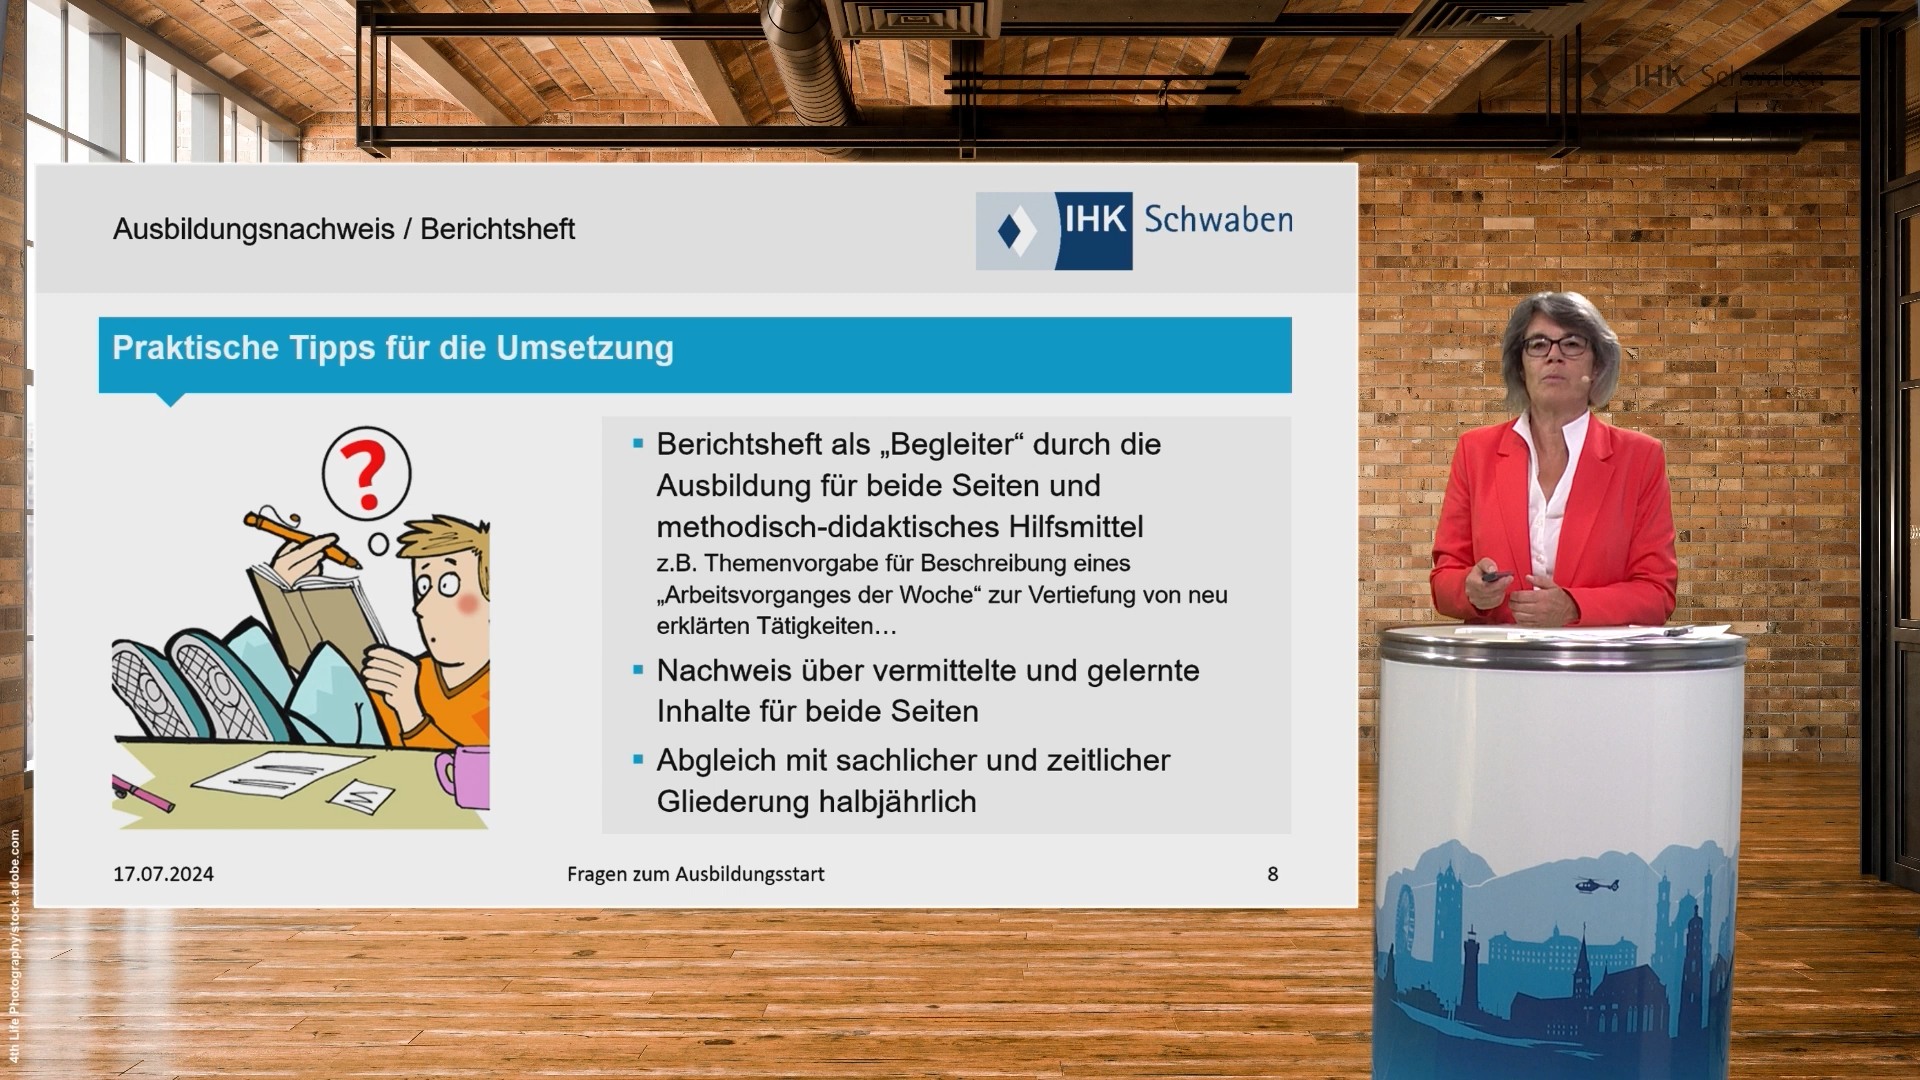 IHK Schwaben
Ausbildungsnachweis / Berichtsheft
IHK Schwaben
Praktische Tipps für die Umsetzung
?
▪ Berichtsheft als „Begleiter“ durch die
Ausbildung für beide Seiten und
methodisch-didaktisches Hilfsmittel
z.B. Themenvorgabe für Beschreibung eines
„Arbeitsvorganges der Woche“ zur Vertiefung von neu
erklärten Tätigkeiten…
▪ Nachweis über vermittelte und gelernte
Inhalte für beide Seiten
▪ Abgleich mit sachlicher und zeitlicher
Gliederung halbjährlich
17.07.2024
Fragen zum Ausbildungsstart
8
4th Life Photography/stock.adobe.com